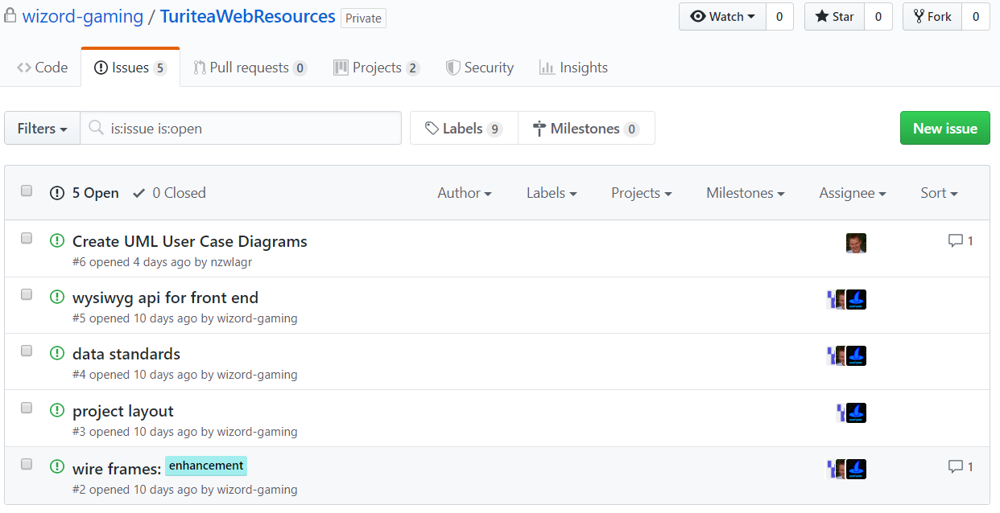 wizord-gaming / TuriteaWebResources Private Watch 0 Star 0 Fork 0
Code Issues 5 Pull requests 0 Projects 2 Security Insights
Filters is:issue is:open Labels 9 Milestones 0 New issue
5 Open 0 Closed Author Labels Projects Milestones Assignee Sort
Create UML User Case Diagrams 1
#6 opened 4 days ago by nzwlagr
wysiwyg api for front end
#5 opened 10 days ago by wizord-gaming
data standards
#4 opened 10 days ago by wizord-gaming
project layout
#3 opened 10 days ago by wizord-gaming
wire frames: enhancement 1
#2 opened 10 days ago by wizord-gaming